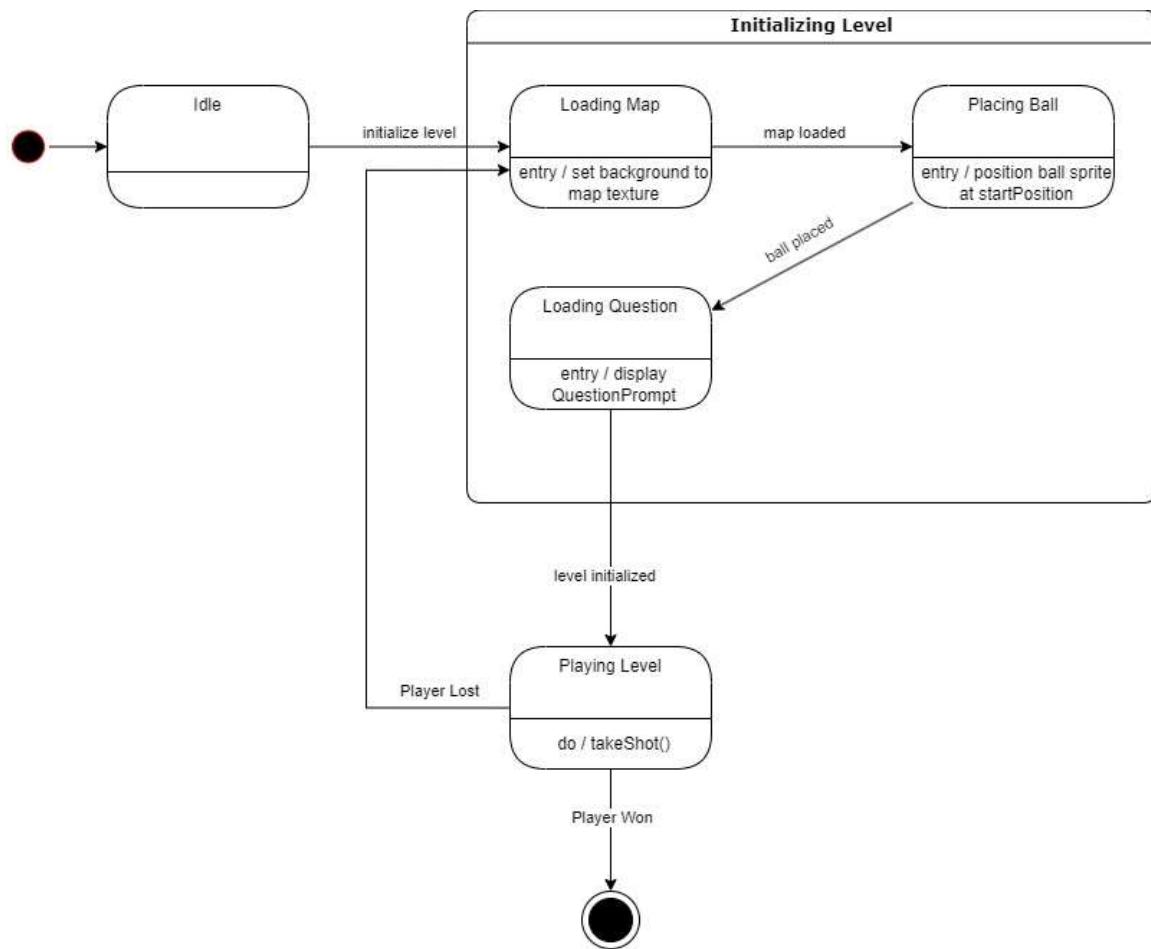 Initializing Level
Idle
Loading Map
Placing Ball
initialize level
map loaded
entry / set background to
map texture
entry / position ball sprite
at startPosition
ball placed
Loading Question
entry / display
QuestionPrompt
level initialized
Playing Level
Player Lost
do / takeShot()
Player Won